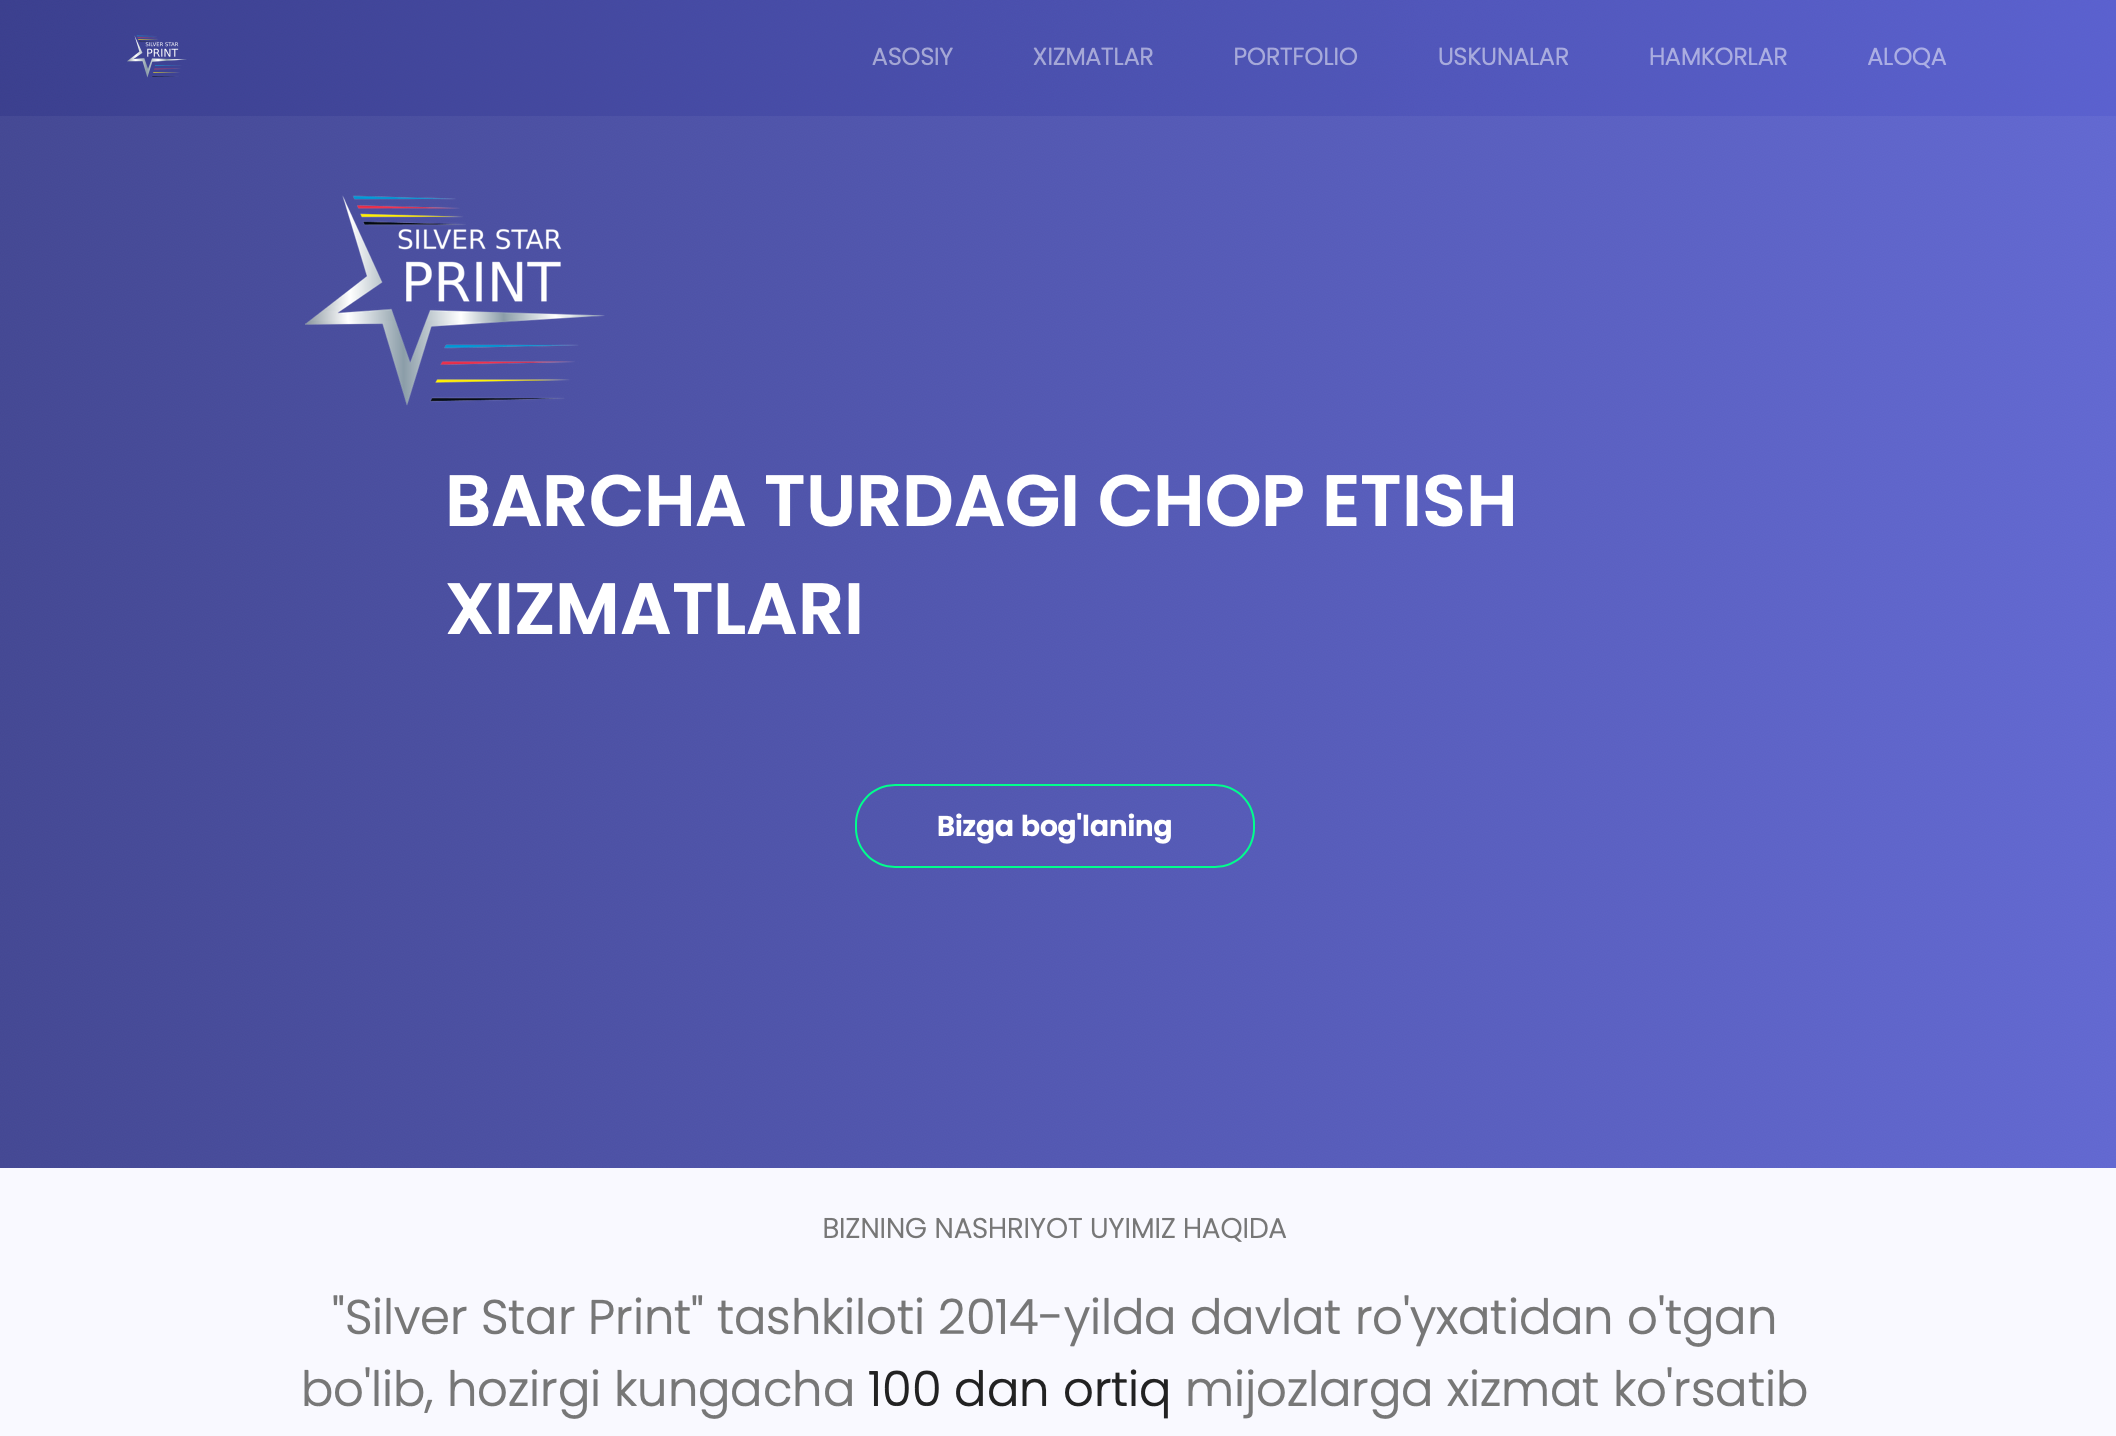 SILVER STAR
PRINT
ASOSIY XIZMATLAR PORTFOLIO USKUNALAR HAMKORLAR ALOQA
SILVER STAR
PRINT
BARCHA TURDAGI CHOP ETISH
XIZMATLARI
Bizga bog'laning
BIZNING NASHRIYOT UYIMIZ HAQIDA
"Silver Star Print" tashkiloti 2014-yilda davlat ro'yxatidan o'tgan
bo'lib, hozirgi kungacha 100 dan ortiq mijozlarga xizmat ko'rsatib